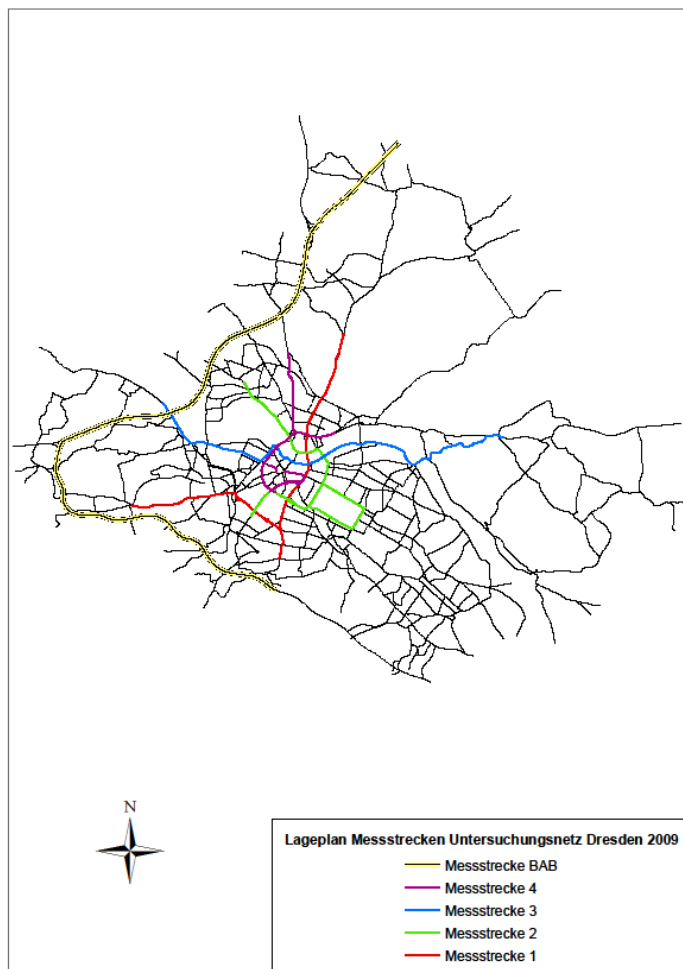 N
Lageplan Messstrecken Untersuchungsnetz Dresden 2009
Messstrecke BAB
Messstrecke 4
Messstrecke 3
Messstrecke 2
Messstrecke 1